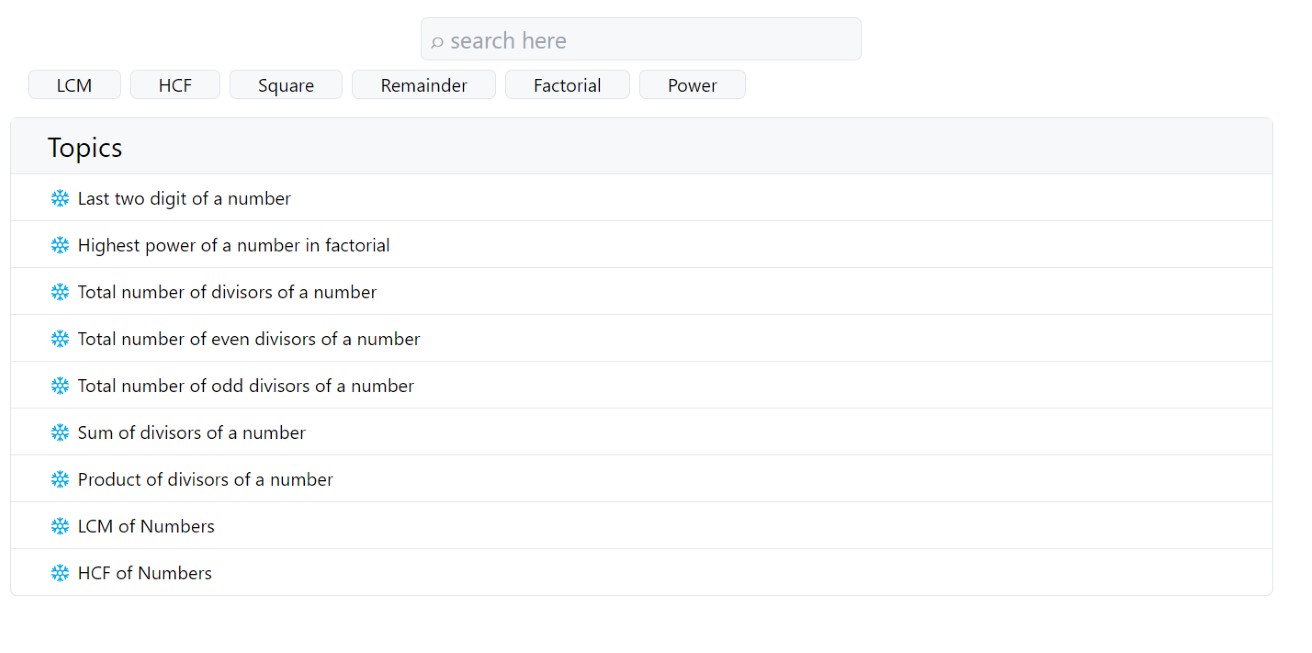 search here
LCM HCF Square Remainder Factorial Power
Topics
Last two digit of a number
Highest power of a number in factorial
Total number of divisors of a number
Total number of even divisors of a number
Total number of odd divisors of a number
Sum of divisors of a number
Product of divisors of a number
LCM of Numbers
HCF of Numbers